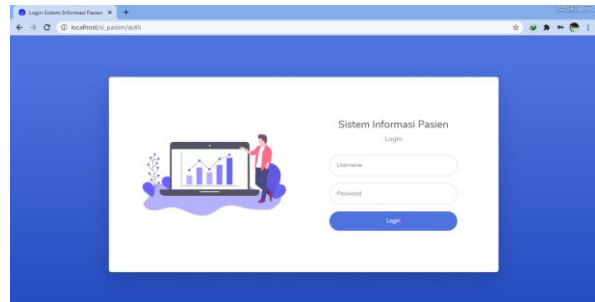 Login Sistem Informasi Pasien
localhost/si_pasien/auth
Sistem Informasi Pasien
Login
Username
Password
Login